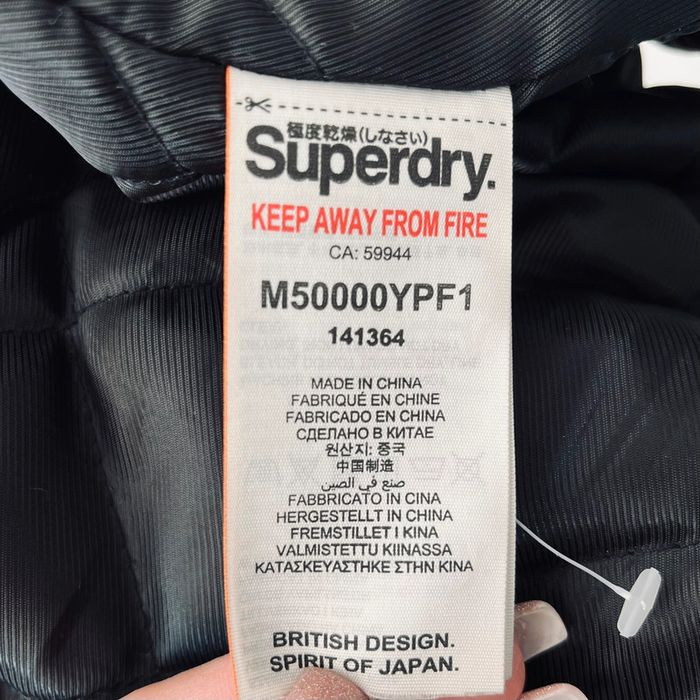 極度乾燥(しなさい)
Superdry.
KEEP AWAY FROM FIRE
CA: 59944
M50000YPF1
141364
MADE IN CHINA
FABRIQUÉ EN CHINE
FABRICADO EN CHINA
СДЕЛАНО В КИТАЕ
원산지: 중국
中国制造
صنع في الصين
FABBRICATO IN CINA
HERGESTELLT IN CHINA
FREMSTILLET I KINA
VALMISTETTU KIINASSA
ΚΑΤΑΣΚΕΥΑΣΤΗΚΕ ΣΤΗΝ ΚΙΝΑ
BRITISH DESIGN.
SPIRIT OF JAPAN.